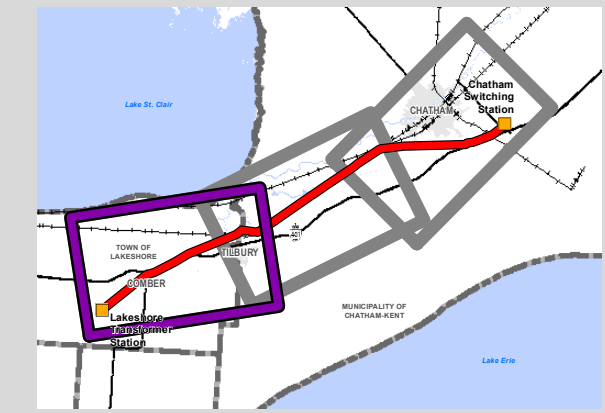 Chatham
Switching
Station
CHATHAM
Lake St. Clair
401
TOWN OF
LAKESHORE
TILBURY
COMBER
Lakeshore
Transformer
Station
MUNICIPALITY OF
CHATHAM-KENT
Lake Erie